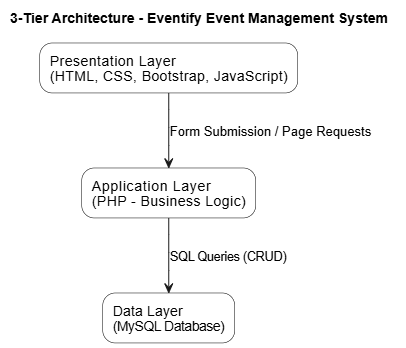 3-Tier Architecture - Eventify Event Management System
Presentation Layer
(HTML, CSS, Bootstrap, JavaScript)
Form Submission / Page Requests
Application Layer
(PHP - Business Logic)
SQL Queries (CRUD)
Data Layer
(MySQL Database)